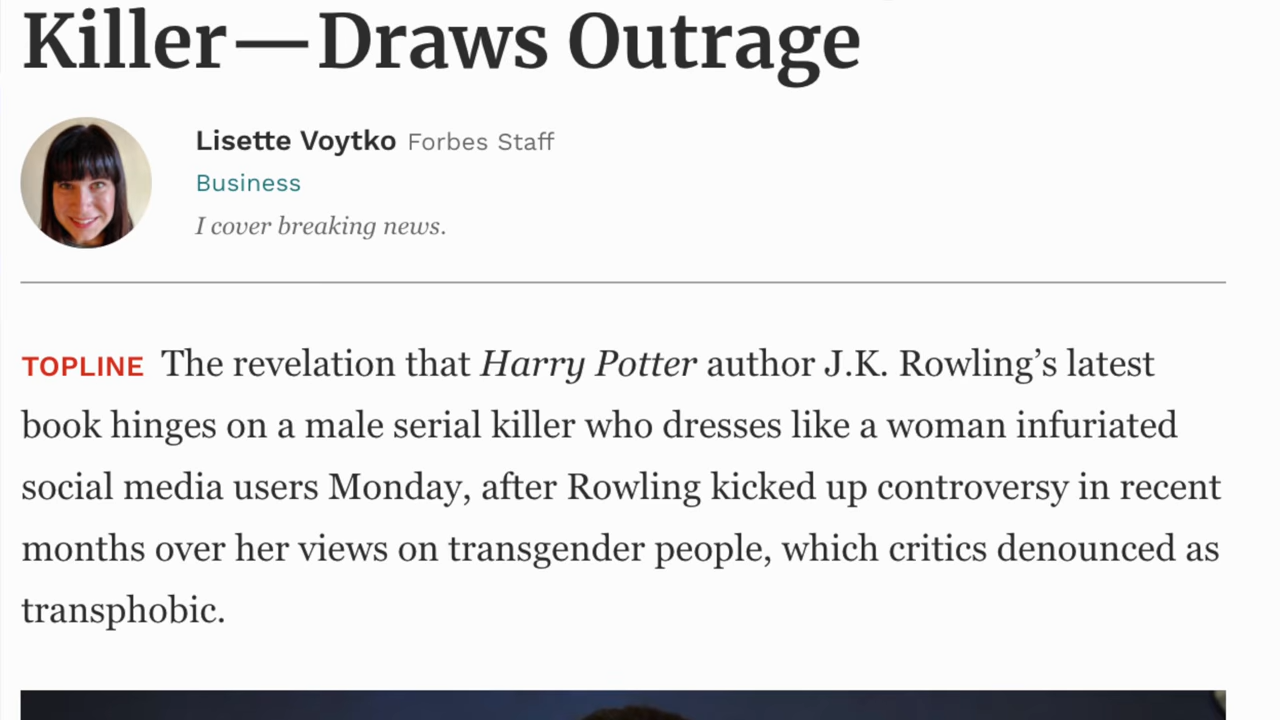 Killer—Draws Outrage
Lisette Voytko Forbes Staff
Business
I cover breaking news.
TOPLINE The revelation that Harry Potter author J.K. Rowling’s latest
book hinges on a male serial killer who dresses like a woman infuriated
social media users Monday, after Rowling kicked up controversy in recent
months over her views on transgender people, which critics denounced as
transphobic.